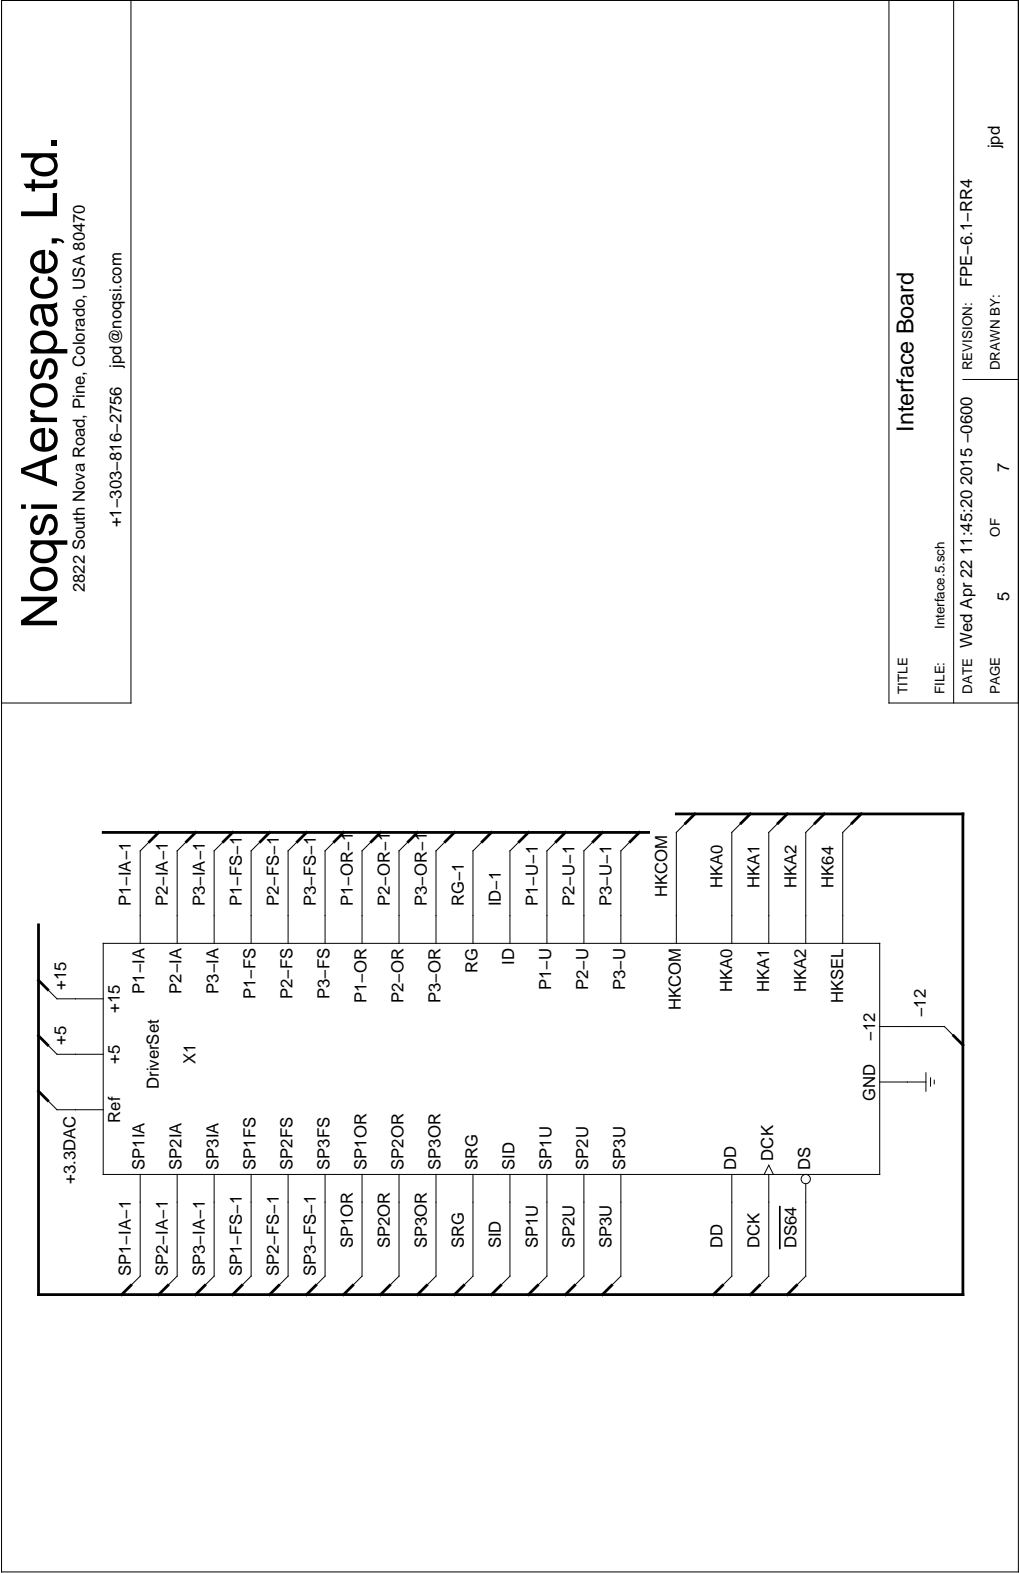 Noqsi Aerospace, Ltd.
2822 South Nova Road, Pine, Colorado, USA 80470
+1−303−816−2756 jpd@noqsi.com
+3.3DAC
+5
+15
Ref
+5
+15
DriverSet
X1
SP1−IA−1 SP1IA P1−IA P1−IA−1
SP2−IA−1 SP2IA P2−IA P2−IA−1
SP3−IA−1 SP3IA P3−IA P3−IA−1
SP1−FS−1 SP1FS P1−FS P1−FS−1
SP2−FS−1 SP2FS P2−FS P2−FS−1
SP3−FS−1 SP3FS P3−FS P3−FS−1
SP1OR SP1OR P1−OR P1−OR−1
SP2OR SP2OR P2−OR P2−OR−1
SP3OR SP3OR P3−OR P3−OR−1
SRG SRG RG RG−1
SID SID ID ID−1
SP1U SP1U P1−U P1−U−1
SP2U SP2U P2−U P2−U−1
SP3U SP3U P3−U P3−U−1
HKCOM HKCOM
DD DD HKA0 HKA0
DCK DCK HKA1 HKA1
DS64 DS HKA2 HKA2
HKSEL HK64
GND −12
−12
TITLE
Interface Board
FILE: Interface.5.sch
DATE Wed Apr 22 11:45:20 2015 −0600 REVISION: FPE−6.1−RR4
PAGE 5 OF 7 DRAWN BY: jpd